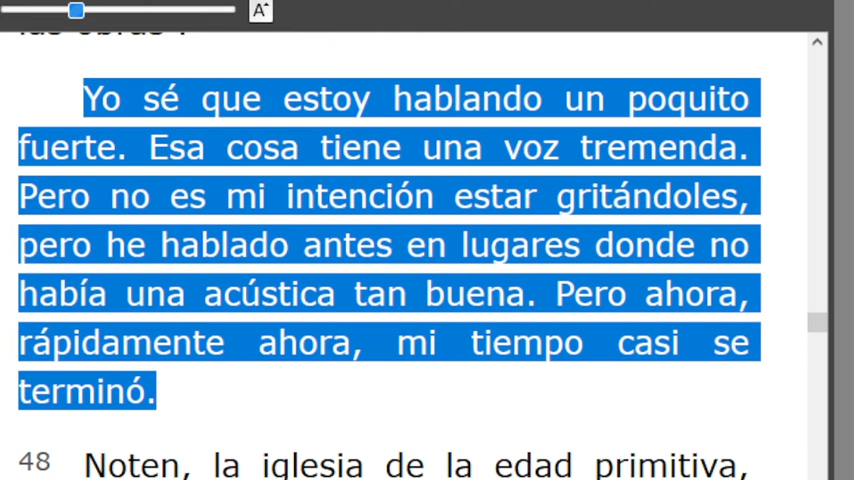 A
las obras".
Yo sé que estoy hablando un poquito
fuerte. Esa cosa tiene una voz tremenda.
Pero no es mi intención estar gritándoles,
pero he hablado antes en lugares donde no
había una acústica tan buena. Pero ahora,
rápidamente ahora, mi tiempo casi se
terminó.
48 Noten, la iglesia de la edad primitiva,